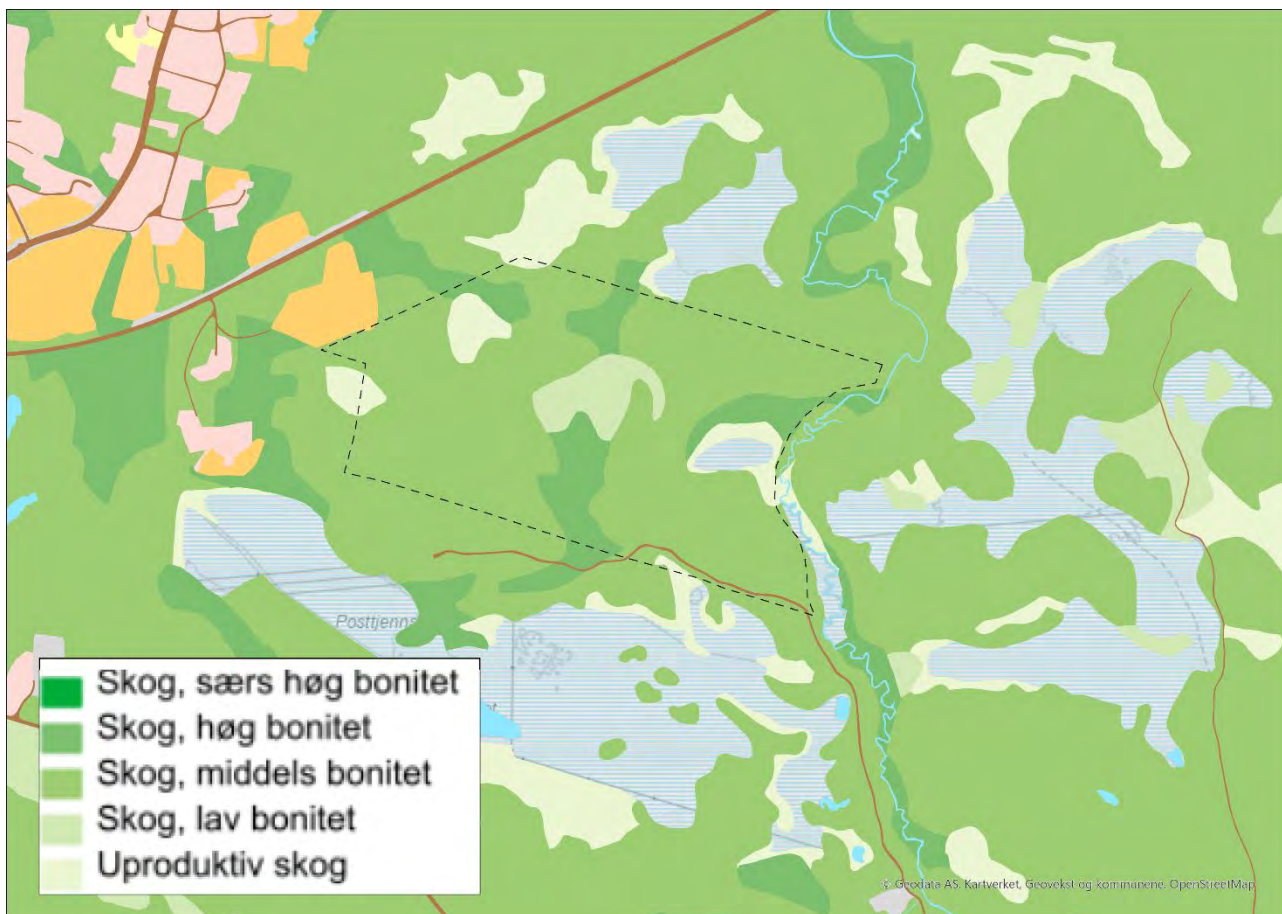 Posttjenns
Skog, særs høg bonitet
Skog, høg bonitet
Skog, middels bonitet
Skog, lav bonitet
Uproduktiv skog
© Geodata AS, Kartverket, Geovekst og kommunene, OpenStreetMap